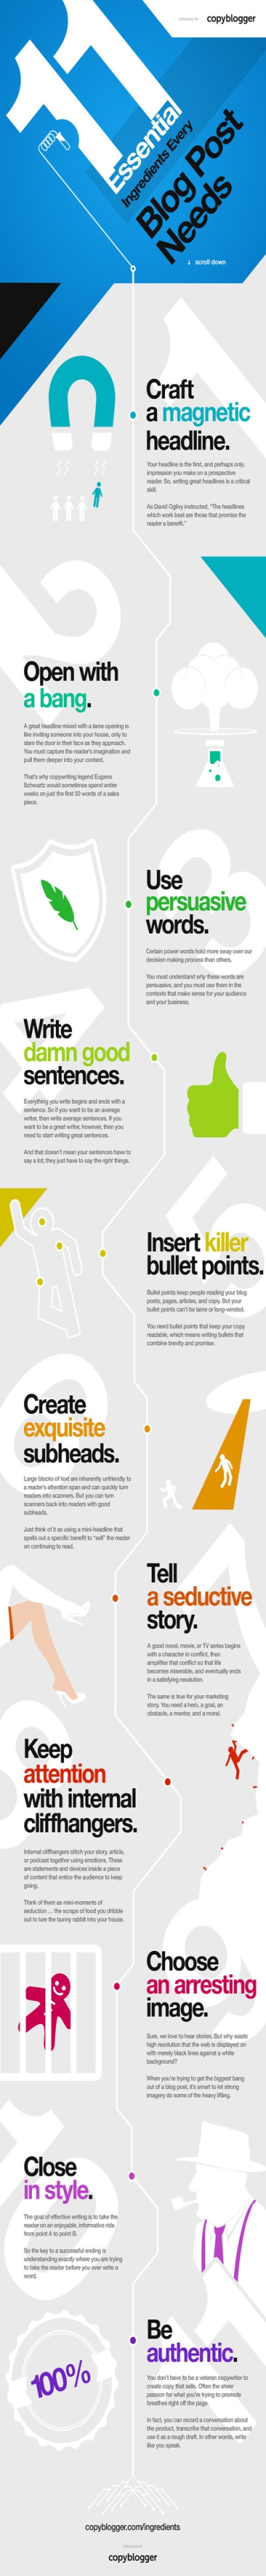 CREATED BY copyblogger
11
Essential
Ingredients Every
Blog Post
Needs
↓ scroll down
1
Craft
a magnetic
headline.
Your headline is the first, and perhaps only,
impression you make on a prospective
reader. So, writing great headlines is a critical
skill.
As David Ogilvy instructed, "The headlines
which work best are those that promise the
reader a benefit."
2
Open with
a bang.
A great headline mixed with a lame opening is
like inviting someone into your house, only to
slam the door in their face as they approach.
You must capture the reader's imagination and
pull them deeper into your content.
That's why copywriting legend Eugene
Schwartz would sometimes spend entire
weeks on just the first 50 words of a sales
piece.
3
Use
persuasive
words.
Certain power words hold more sway over our
decision making process than others.
You must understand why these words are
persuasive, and you must use them in the
contexts that make sense for your audience
and your business.
4
Write
damn good
sentences.
Everything you write begins and ends with a
sentence. So if you want to be an average
writer, then write average sentences. If you
want to be a great writer, however, then you
need to start writing great sentences.
And that doesn't mean your sentences have to
say a lot; they just have to say the right things.
5
Insert killer
bullet points.
Bullet points keep people reading your blog
posts, pages, articles, and copy. But your
bullet points can't be lame or long-winded.
You need bullet points that keep your copy
readable, which means writing bullets that
combine brevity and promise.
6
Create
exquisite
subheads.
Large blocks of text are inherently unfriendly to
a reader's attention span and can quickly turn
readers into scanners. But you can turn
scanners back into readers with good
subheads.
Just think of it as using a mini-headline that
spells out a specific benefit to "sell" the reader
on continuing to read.
7
Tell
a seductive
story.
A good novel, movie, or TV series begins
with a character in conflict, then
amplifies that conflict so that life
becomes miserable, and eventually ends
in a satisfying resolution.
The same is true for your marketing
story. You need a hero, a goal, an
obstacle, a mentor, and a moral.
8
Keep
attention
with internal
cliffhangers.
Internal cliffhangers stitch your story, article,
or podcast together using emotions. These
are statements and devices inside a piece
of content that entice the audience to keep
going.
Think of them as mini-moments of
seduction ... the scraps of food you dribble
out to lure the bunny rabbit into your house.
9
Choose
an arresting
image.
Sure, we love to hear stories. But why waste
high resolution that the web is displayed on
with merely black lines against a white
background?
When you're trying to get the biggest bang
out of a blog post, it's smart to let strong
imagery do some of the heavy lifting.
10
Close
in style.
The goal of effective writing is to take the
reader on an enjoyable, informative ride
from point A to point B.
So the key to a successful ending is
understanding exactly where you are trying
to take the reader before you ever write a
word.
Be
authentic.
100%
You don't have to be a veteran copywriter to
create copy that sells. Often the sheer
passion for what you're trying to promote
breathes right off the page.
In fact, you can record a conversation about
the product, transcribe that conversation, and
use it as a rough draft. In other words, write
like you speak.
copyblogger.com/ingredients
CREATED BY
copyblogger